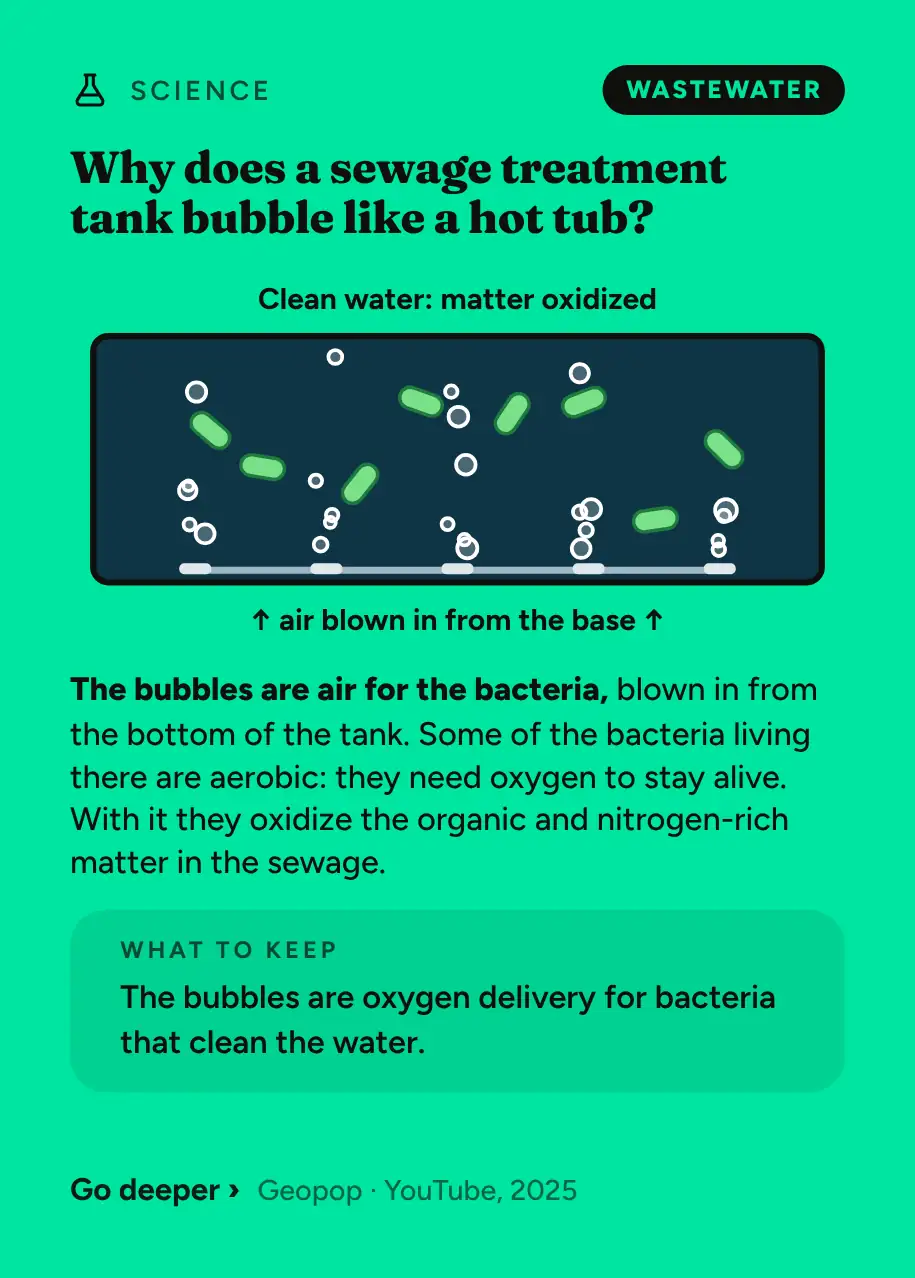 SCIENCE
WASTEWATER
Why does a sewage treatment
tank bubble like a hot tub?
Clean water: matter oxidized
↑ air blown in from the base ↑
The bubbles are air for the bacteria, blown in from
the bottom of the tank. Some of the bacteria living
there are aerobic: they need oxygen to stay alive.
With it they oxidize the organic and nitrogen-rich
matter in the sewage.
WHAT TO KEEP
The bubbles are oxygen delivery for bacteria
that clean the water.
Go deeper › Geopop · YouTube, 2025